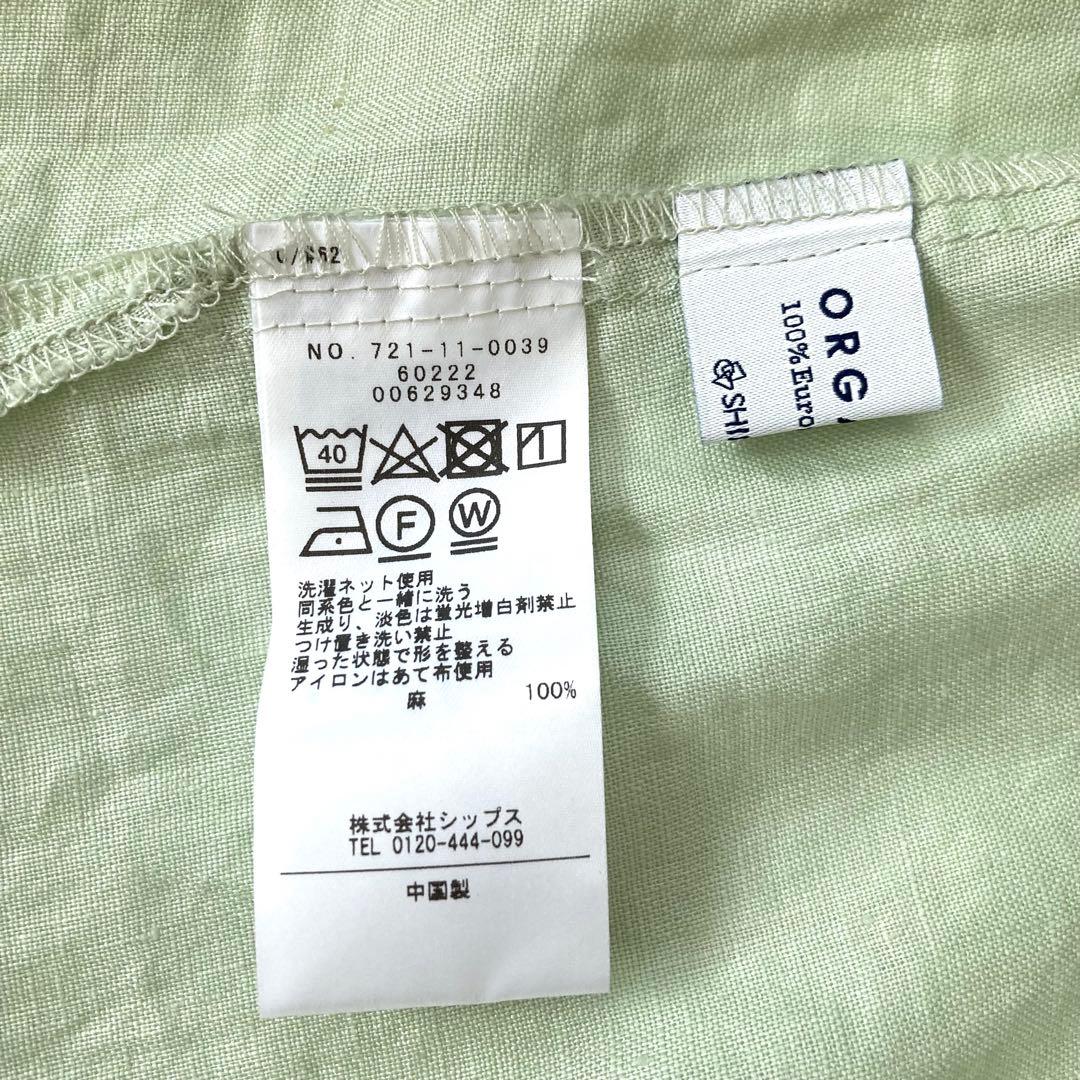 NO. 721-11-0039
60222
00629348
40
F
W
洗濯ネット使用
同系色と一緒に洗う
生成り、淡色は蛍光増白剤禁止
つけ置き洗い禁止
湿った状態で形を整える
アイロンはあて布使用
麻 100%
株式会社シップス
TEL 0120-444-099
中国製
ORG
100% Euro
SHI